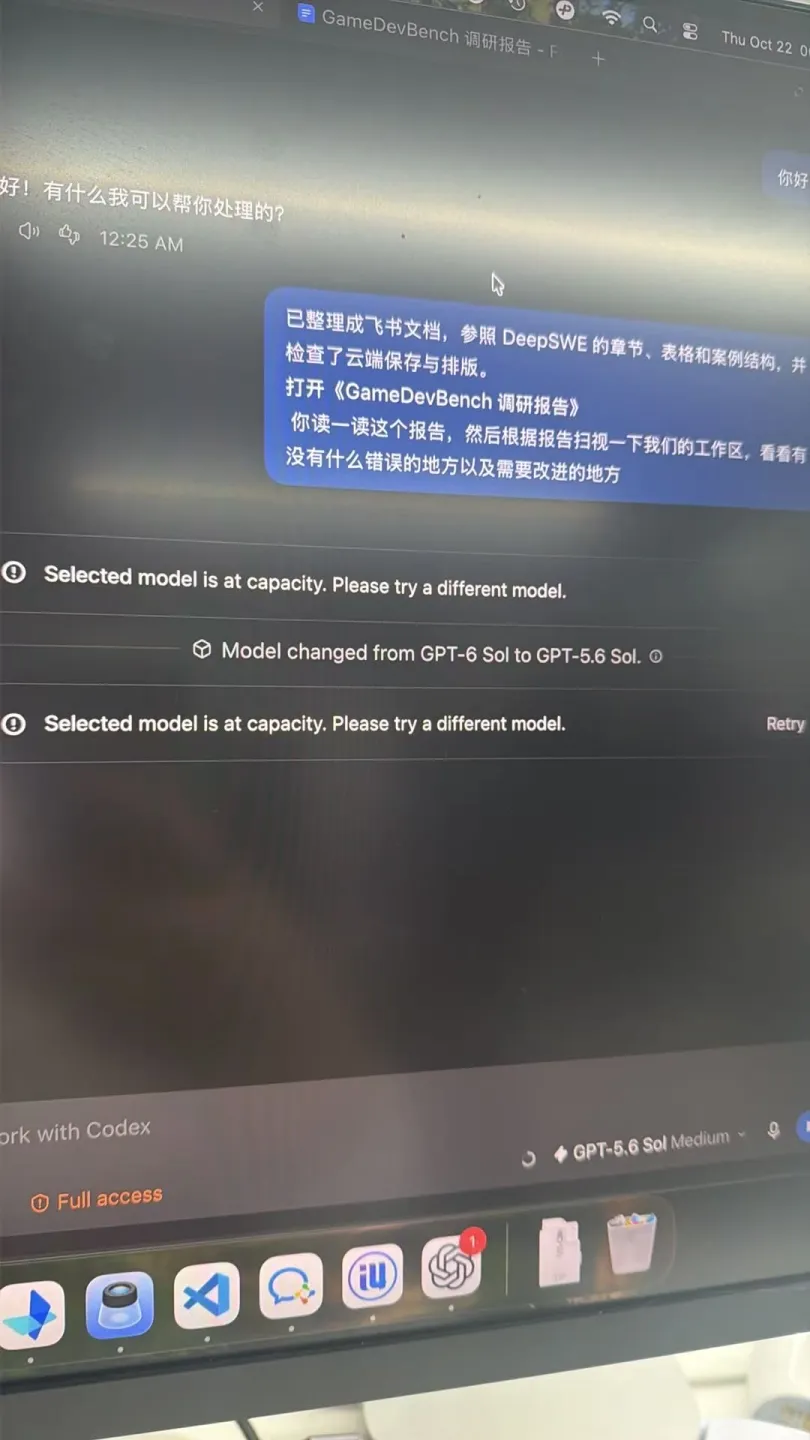 GameDevBench 调研报告 - F
Thu Oct 22
你好
好！有什么我可以帮你处理的？
12:25 AM
已整理成飞书文档，参照 DeepSWE 的章节、表格和案例结构，并
检查了云端保存与排版。
打开《GameDevBench 调研报告》
你读一读这个报告，然后根据报告扫视一下我们的工作区，看看有
没有什么错误的地方以及需要改进的地方
Selected model is at capacity. Please try a different model.
Model changed from GPT-6 Sol to GPT-5.6 Sol.
Selected model is at capacity. Please try a different model.
Retry
ork with Codex
GPT-5.6 Sol Medium
Full access
1